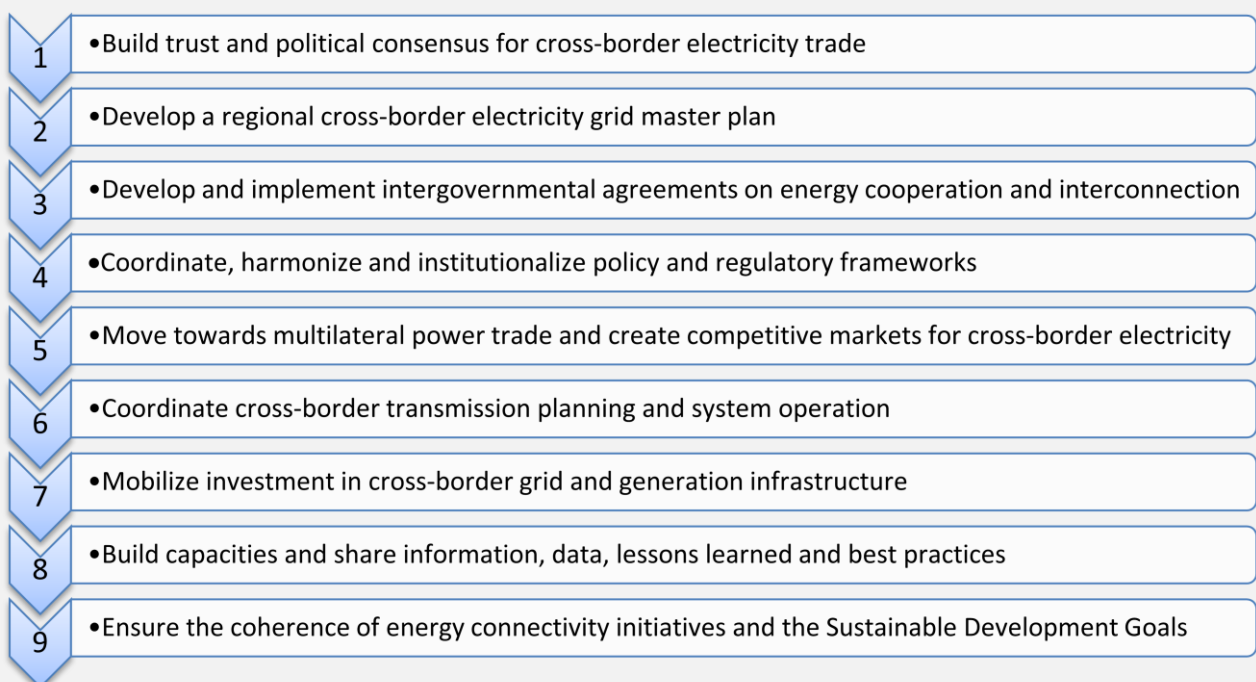 1 •Build trust and political consensus for cross-border electricity trade
2 •Develop a regional cross-border electricity grid master plan
3 •Develop and implement intergovernmental agreements on energy cooperation and interconnection
4 •Coordinate, harmonize and institutionalize policy and regulatory frameworks
5 •Move towards multilateral power trade and create competitive markets for cross-border electricity
6 •Coordinate cross-border transmission planning and system operation
7 •Mobilize investment in cross-border grid and generation infrastructure
8 •Build capacities and share information, data, lessons learned and best practices
9 •Ensure the coherence of energy connectivity initiatives and the Sustainable Development Goals